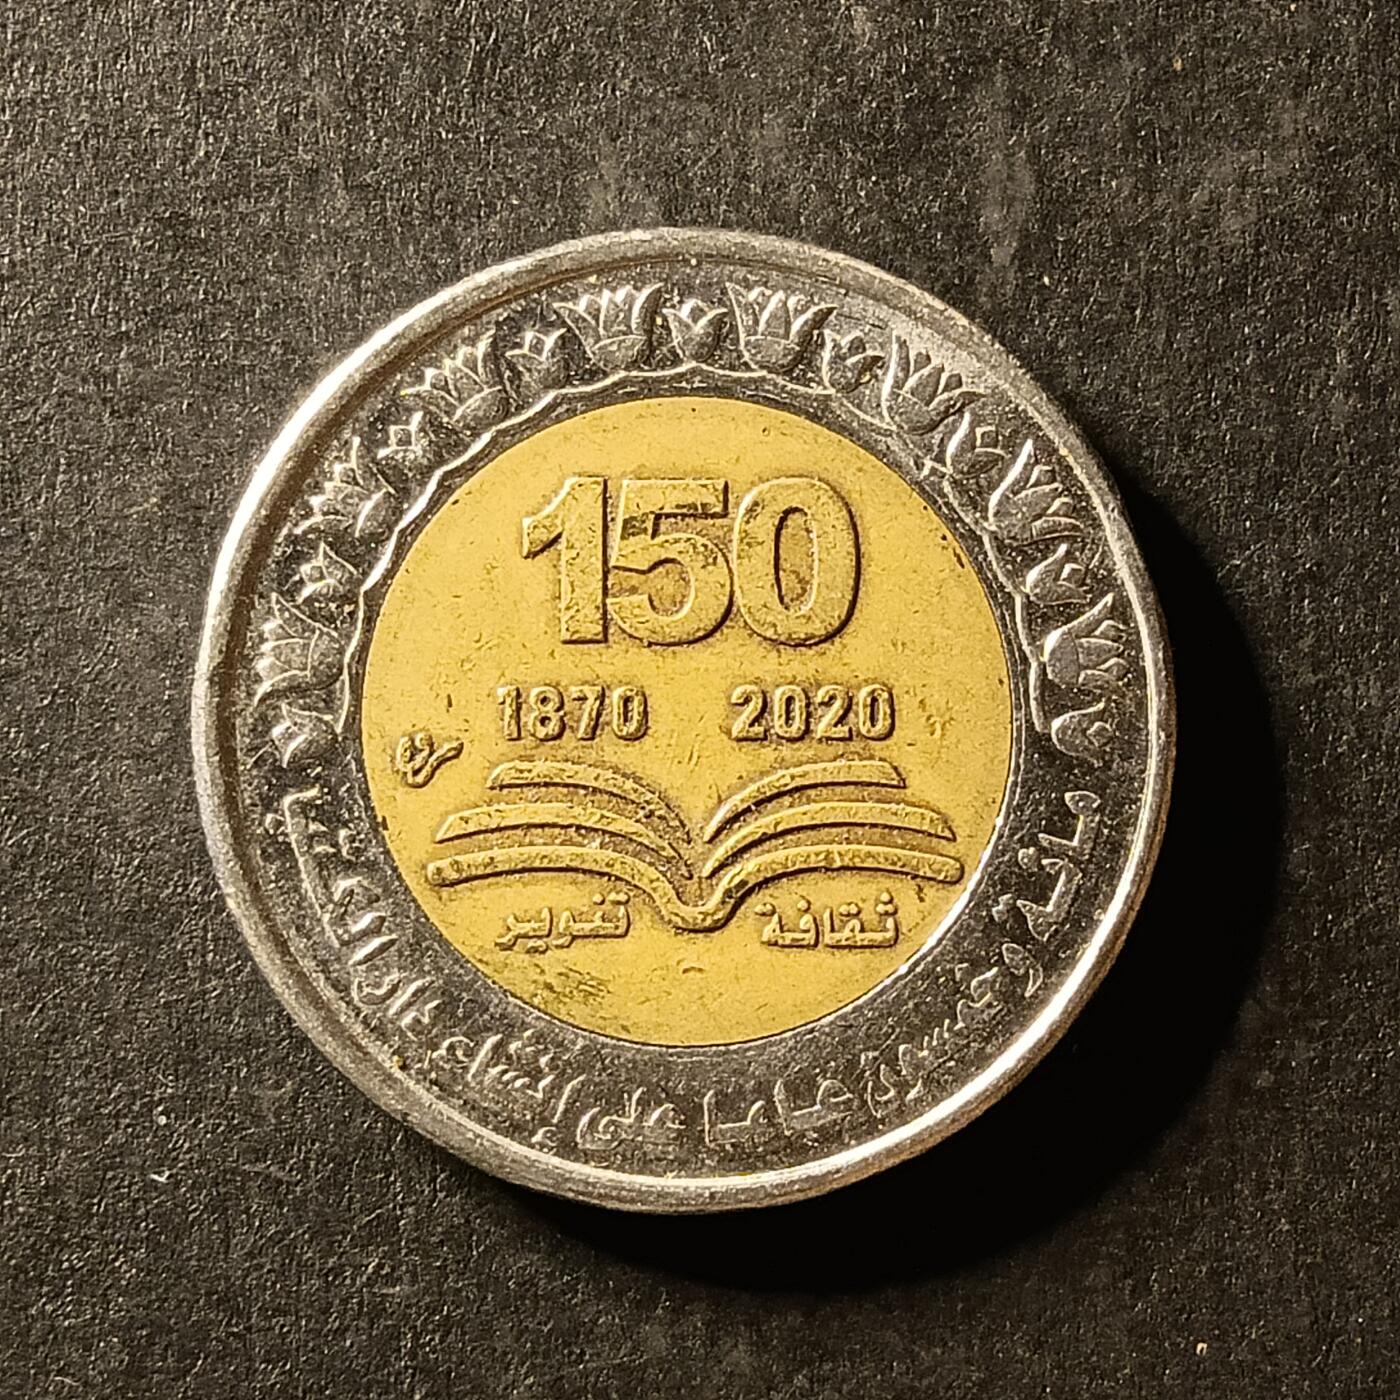 150
1870 2020
ثقافة تنوير
مائة وخمسون عاما على إنشاء دار الكتب